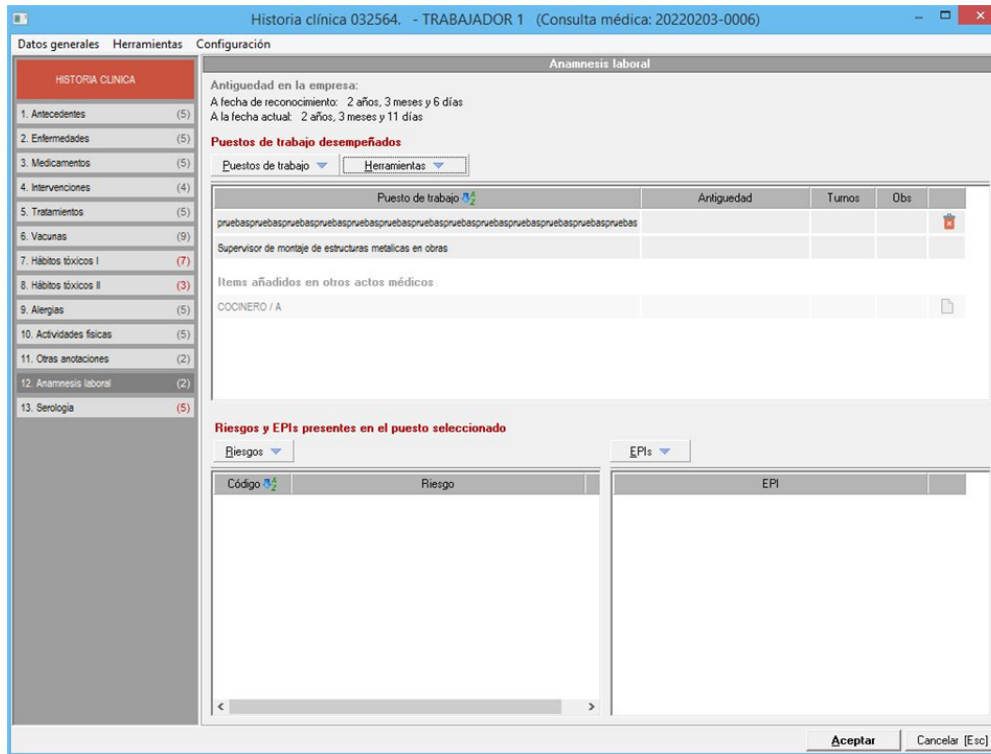 Historia clínica 032564. - TRABAJADOR 1 (Consulta médica: 20220203-0006)
Datos generales Herramientas Configuración
HISTORIA CLINICA
1. Antecedentes (5)
2. Enfermedades (5)
3. Medicamentos (5)
4. Intervenciones (4)
5. Tratamientos (5)
6. Vacunas (9)
7. Hábitos tóxicos I (7)
8. Hábitos tóxicos II (3)
9. Alergias (5)
10. Actividades fisicas (5)
11. Otras anotaciones (2)
12. Anamnesis laboral (2)
13. Serologia (5)
Anamnesis laboral
Antiguedad en la empresa:
A fecha de reconocimiento: 2 años, 3 meses y 6 días
A la fecha actual: 2 años, 3 meses y 11 días
Puestos de trabajo desempeñados
Puestos de trabajo Herramientas
Puesto de trabajo Antiguedad Turnos Obs
pruebaspruebaspruebaspruebaspruebaspruebaspruebaspruebaspruebaspruebaspruebaspruebas
Supervisor de montaje de estructuras metalicas en obras
Items añadidos en otros actos médicos
COCINERO / A
Riesgos y EPIs presentes en el puesto seleccionado
Riesgos EPIs
Código Riesgo EPI
Aceptar Cancelar [Esc]